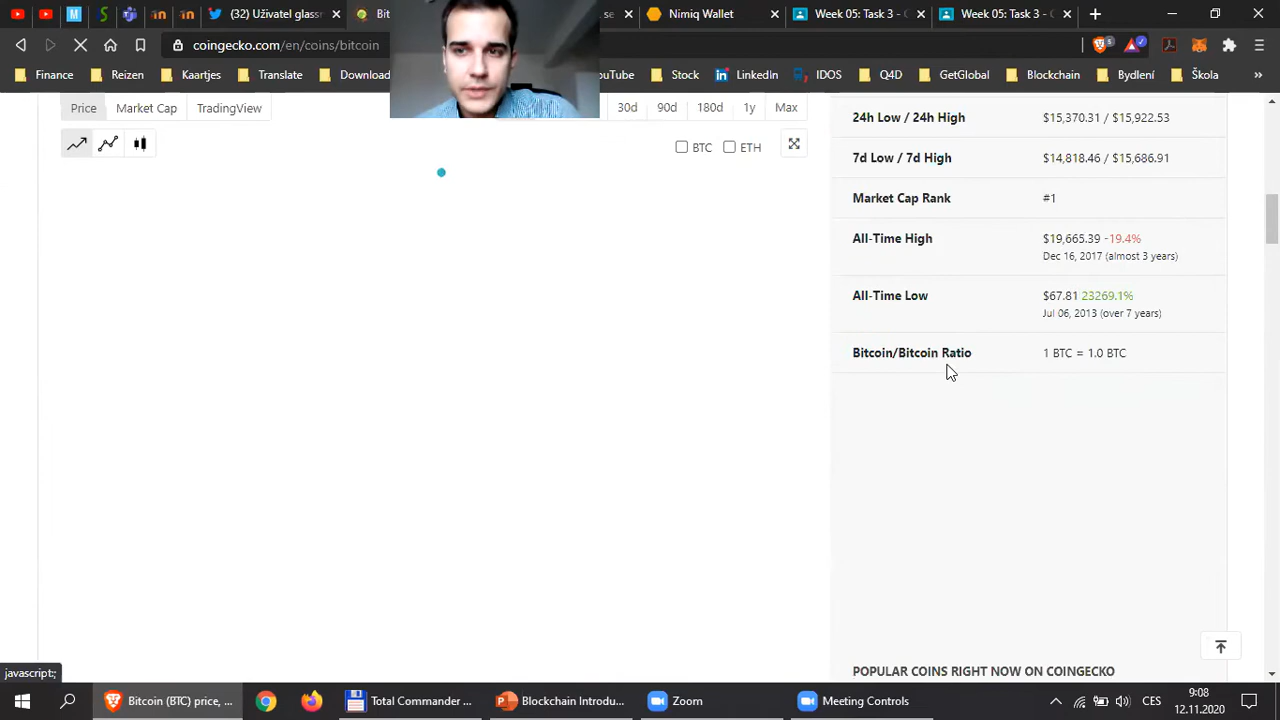 (32) Uživatel glassr
Bit
se
Nimiq Wallet
Week 05: Task 3 - C
Week 05: Task 3 - C
coingecko.com/en/coins/bitcoin
5
Finance
Reizen
Kaartjes
Translate
Download
ouTube
Stock
LinkedIn
IDOS
Q4D
GetGlobal
Blockchain
Bydlení
Škola
»
Price
Market Cap
TradingView
30d
90d
180d
1y
Max
BTC
ETH
24h Low / 24h High $15,370.31 / $15,922.53
7d Low / 7d High $14,818.46 / $15,686.91
Market Cap Rank #1
All-Time High $19,665.39 -19.4%
Dec 16, 2017 (almost 3 years)
All-Time Low $67.81 23269.1%
Jul 06, 2013 (over 7 years)
Bitcoin/Bitcoin Ratio 1 BTC = 1.0 BTC
POPULAR COINS RIGHT NOW ON COINGECKO
javascript:;
Bitcoin (BTC) price, ...
Total Commander ...
Blockchain Introdu...
Zoom
Meeting Controls
CES
9:08
12.11.2020